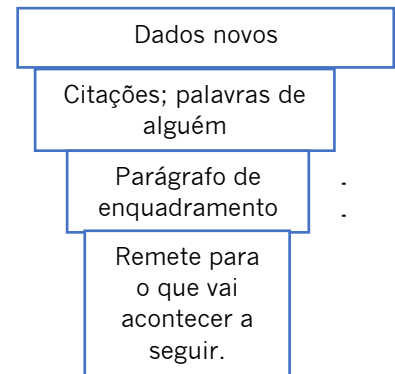 Dados novos
Citações; palavras de
alguém
Parágrafo de
enquadramento
.
.
Remete para
o que vai
acontecer a
seguir.